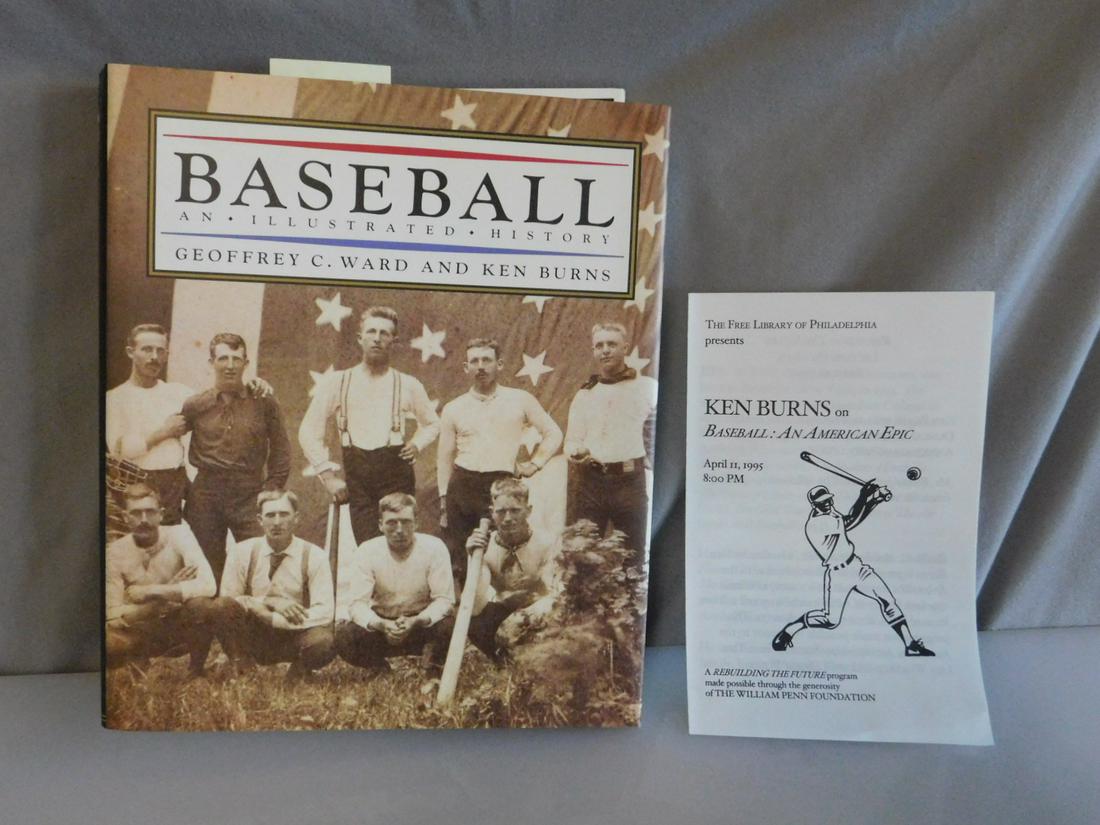 BASEBALL
AN • ILLUSTRATED • HISTORY
GEOFFREY C. WARD AND KEN BURNS
THE FREE LIBRARY OF PHILADELPHIA
presents
KEN BURNS on
BASEBALL: AN AMERICAN EPIC
April 11, 1995
8:00 PM
A REBUILDING THE FUTURE program
made possible through the generosity
of THE WILLIAM PENN FOUNDATION